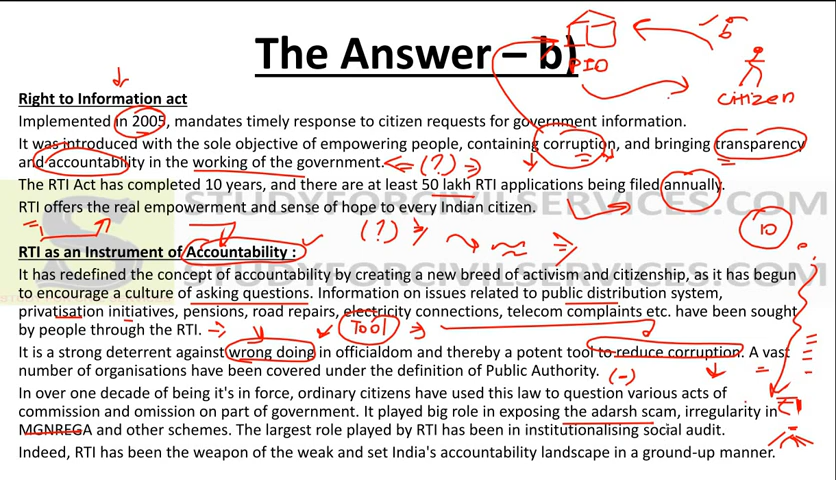 The Answer – b)
PIO
citizen
Right to Information act
Implemented in 2005, mandates timely response to citizen requests for government information.
It was introduced with the sole objective of empowering people, containing corruption, and bringing transparency
and accountability in the working of the government. (?)
The RTI Act has completed 10 years, and there are at least 50 lakh RTI applications being filed annually.
STUDYFORCIVILSERVICES.COM
RTI offers the real empowerment and sense of hope to every Indian citizen.
(?)
10
RTI as an Instrument of Accountability :
It has redefined the concept of accountability by creating a new breed of activism and citizenship, as it has begun
to encourage a culture of asking questions. Information on issues related to public distribution system,
privatisation initiatives, pensions, road repairs, electricity connections, telecom complaints etc. have been sought
by people through the RTI.
Tool
It is a strong deterrent against wrong doing in officialdom and thereby a potent tool to reduce corruption. A vast
number of organisations have been covered under the definition of Public Authority.
(-)
In over one decade of being it's in force, ordinary citizens have used this law to question various acts of
commission and omission on part of government. It played big role in exposing the adarsh scam, irregularity in
MGNREGA and other schemes. The largest role played by RTI has been in institutionalising social audit.
Indeed, RTI has been the weapon of the weak and set India's accountability landscape in a ground-up manner.